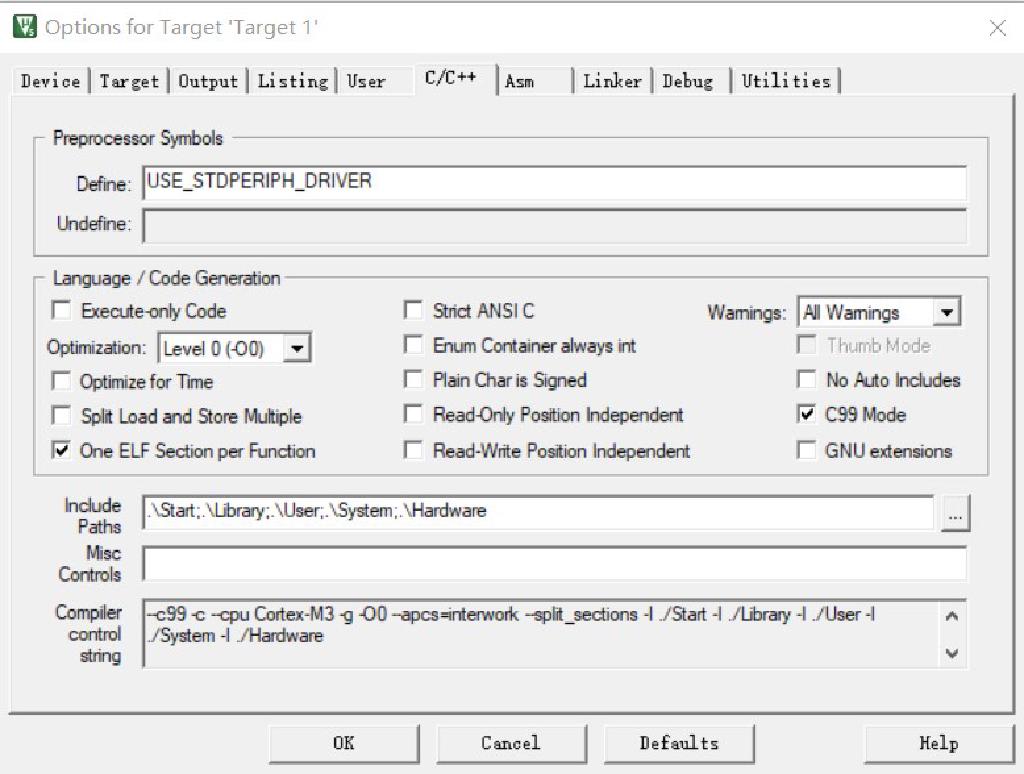 Options for Target 'Target 1'
Device Target Output Listing User C/C++ Asm Linker Debug Utilities
Preprocessor Symbols
Define: USE_STDPERIPH_DRIVER
Undefine:
Language / Code Generation
Execute-only Code Strict ANSI C Warnings: All Warnings
Optimization: Level 0 (-O0) Enum Container always int Thumb Mode
Optimize for Time Plain Char is Signed No Auto Includes
Split Load and Store Multiple Read-Only Position Independent C99 Mode
One ELF Section per Function Read-Write Position Independent GNU extensions
Include
Paths
.\Start;.\Library;.\User;.\System;.\Hardware
...
Misc
Controls
Compiler
control
string
--c99 -c --cpu Cortex-M3 -g -O0 --apcs=interwork --split_sections -I ./Start -I ./Library -I ./User -I
./System -I ./Hardware
OK Cancel Defaults Help